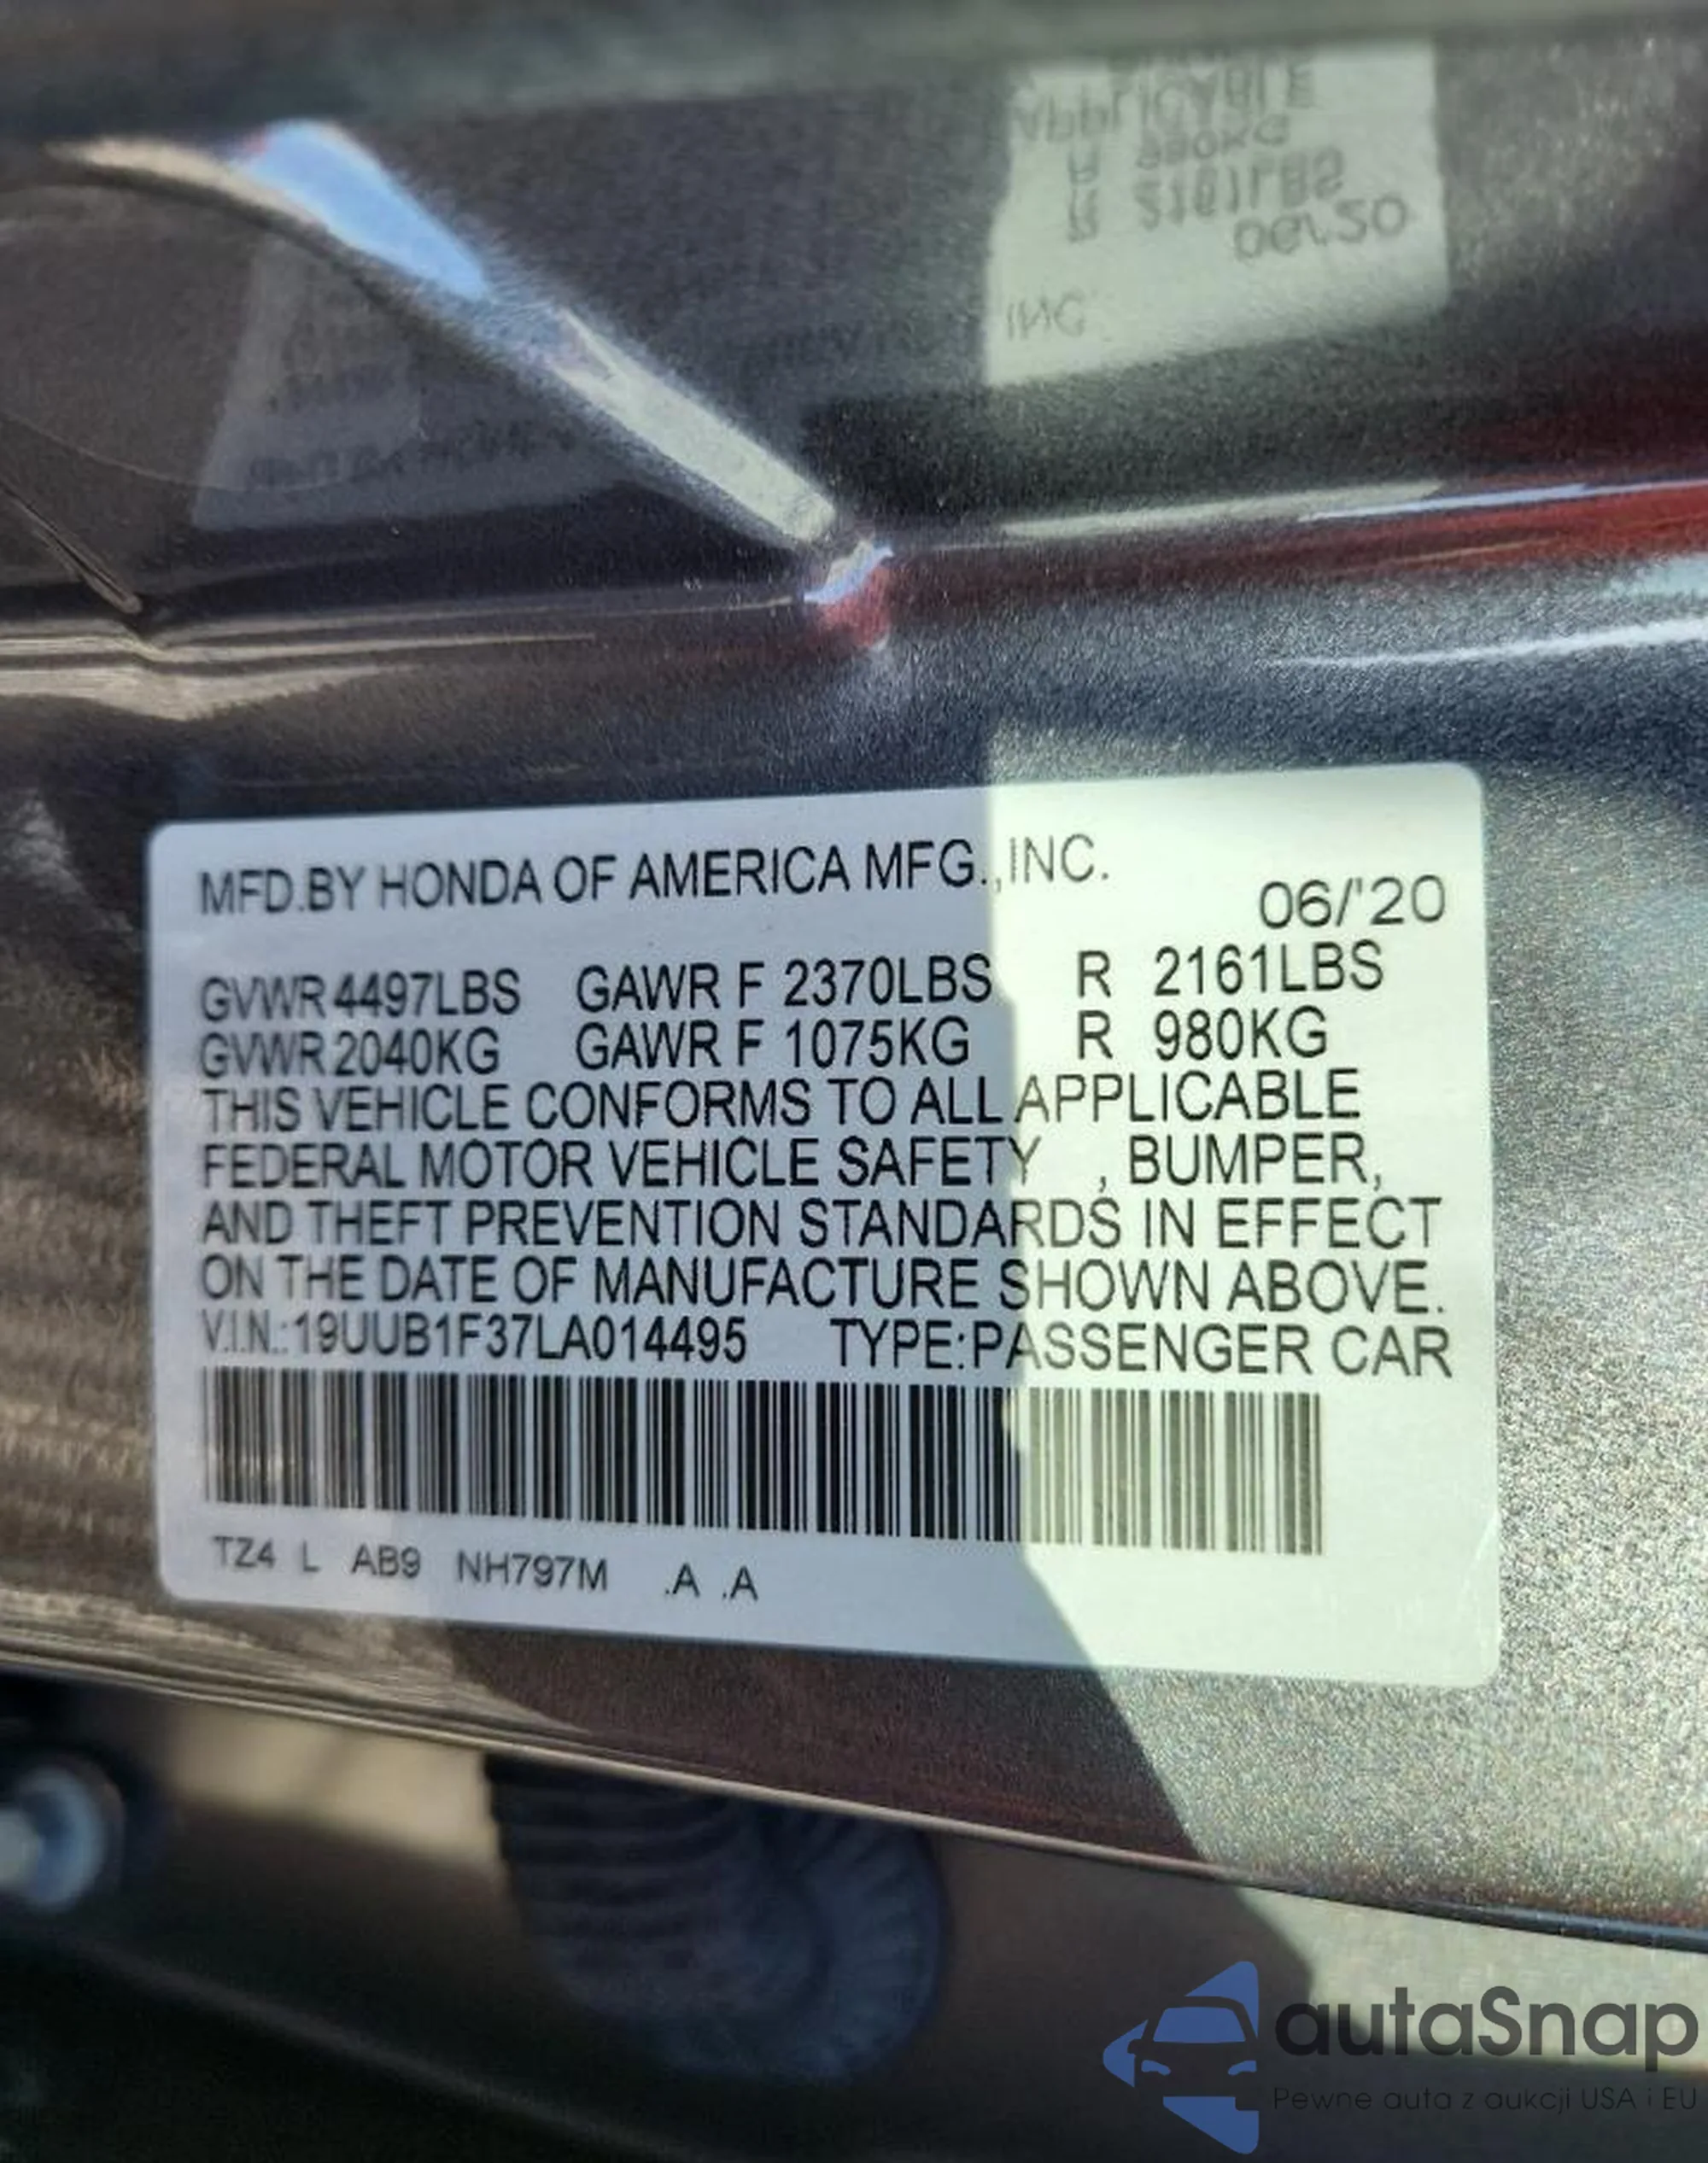 MFD.BY HONDA OF AMERICA MFG.,INC.
06/'20
GVWR 4497LBS GAWR F 2370LBS R 2161LBS
GVWR 2040KG GAWR F 1075KG R 980KG
THIS VEHICLE CONFORMS TO ALL APPLICABLE
FEDERAL MOTOR VEHICLE SAFETY , BUMPER,
AND THEFT PREVENTION STANDARDS IN EFFECT
ON THE DATE OF MANUFACTURE SHOWN ABOVE.
V.I.N.:19UUB1F37LA014495 TYPE:PASSENGER CAR
TZ4 L AB9 NH797M .A .A
autaSnap
Pewne auta z aukcji USA i EU